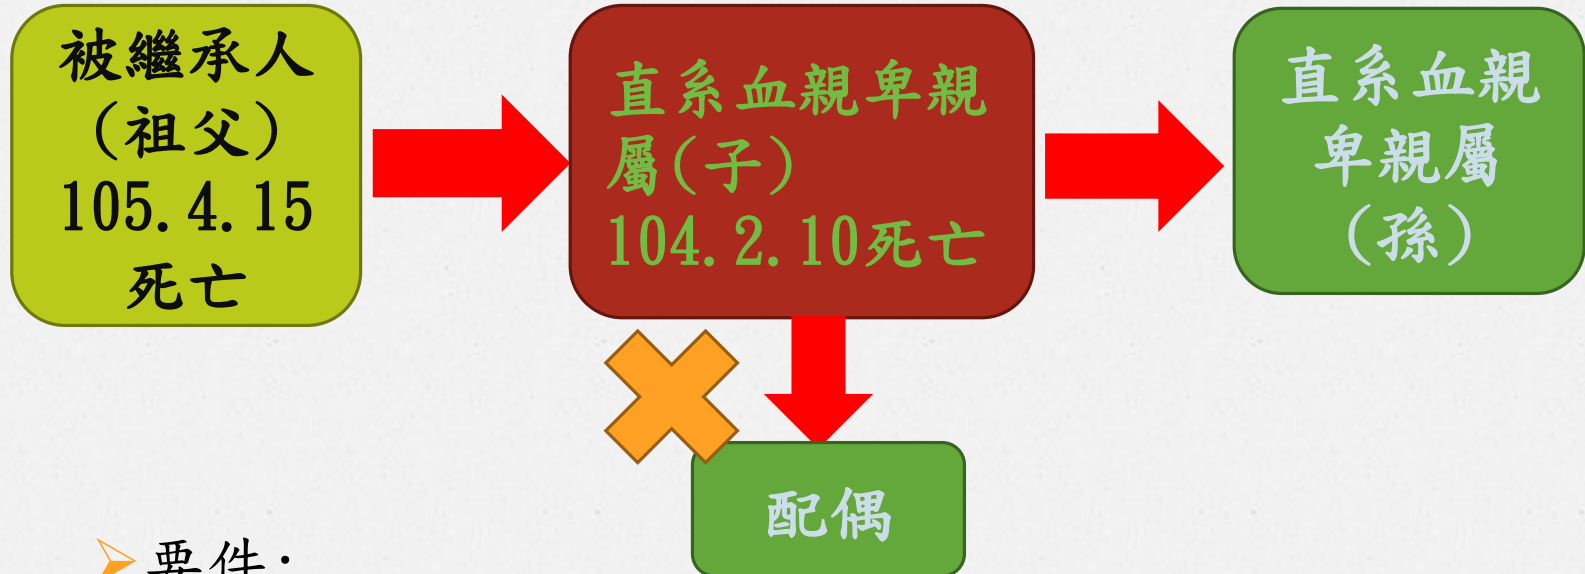 被繼承人
(祖父)
105.4.15
死亡
直系血親卑親
屬(子)
104.2.10死亡
直系血親
卑親屬
(孫)
配偶
要件: